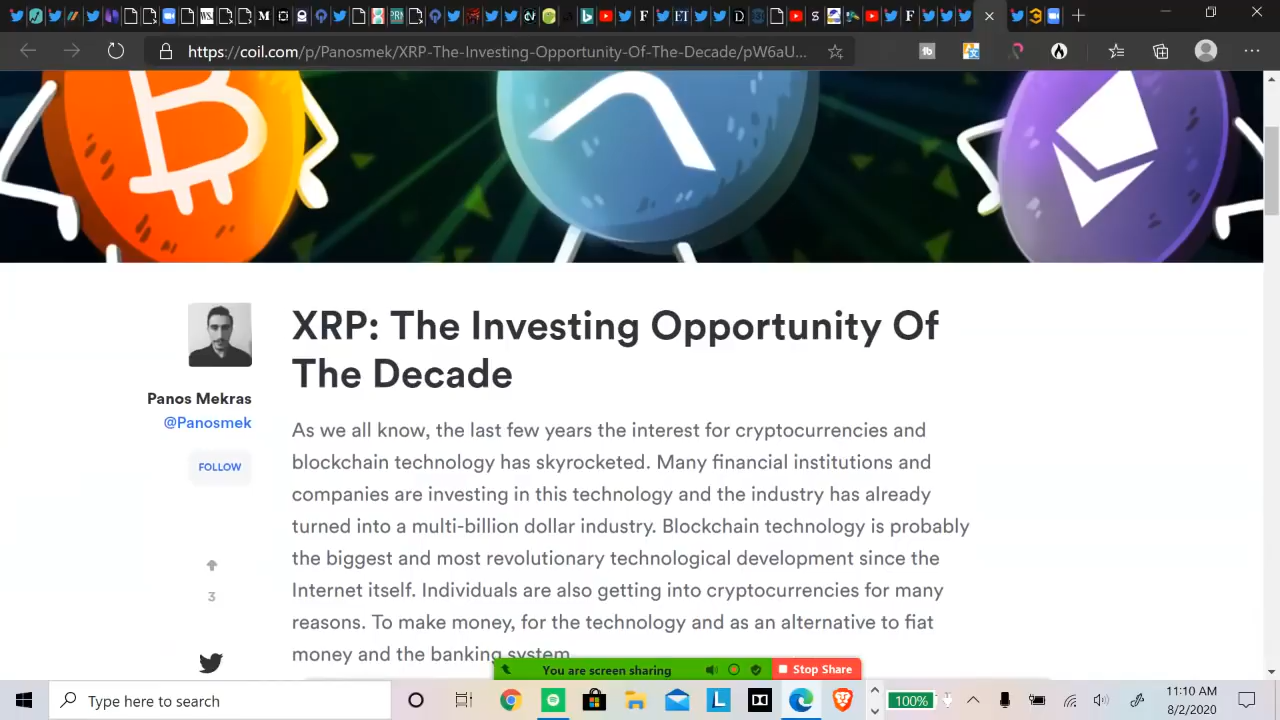 https://coil.com/p/Panosmek/XRP-The-Investing-Opportunity-Of-The-Decade/pW6aU...
XRP: The Investing Opportunity Of
The Decade
Panos Mekras
@Panosmek
FOLLOW
3
As we all know, the last few years the interest for cryptocurrencies and
blockchain technology has skyrocketed. Many financial institutions and
companies are investing in this technology and the industry has already
turned into a multi-billion dollar industry. Blockchain technology is probably
the biggest and most revolutionary technological development since the
Internet itself. Individuals are also getting into cryptocurrencies for many
reasons. To make money, for the technology and as an alternative to fiat
money and the banking system.
You are screen sharing
Stop Share
Type here to search
100%
11:10 AM
8/2/2020